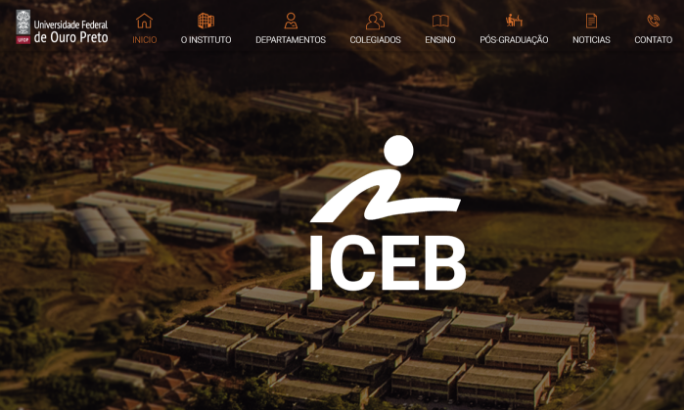 Universidade Federal
de Ouro Preto
UFOP
INICIO
O INSTITUTO
DEPARTAMENTOS
COLEGIADOS
ENSINO
PÓS-GRADUAÇÃO
NOTICIAS
CONTATO
ICEB